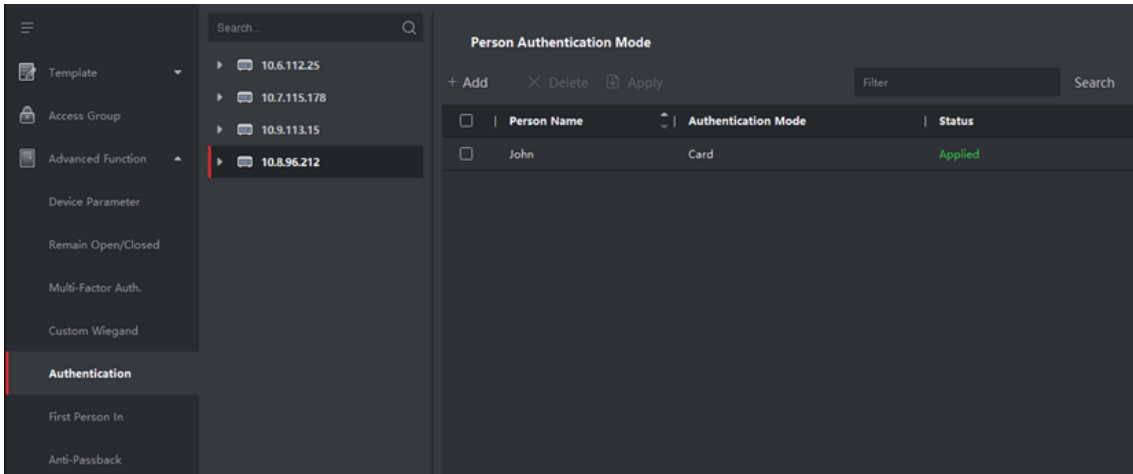 Template
Access Group
Advanced Function
Device Parameter
Remain Open/Closed
Multi-Factor Auth.
Custom Wiegand
Authentication
First Person In
Anti-Passback
Search...
10.6.112.25
10.7.115.178
10.9.113.15
10.8.96.212
Person Authentication Mode
+ Add × Delete Apply Filter Search
Person Name | Authentication Mode | Status
John Card Applied